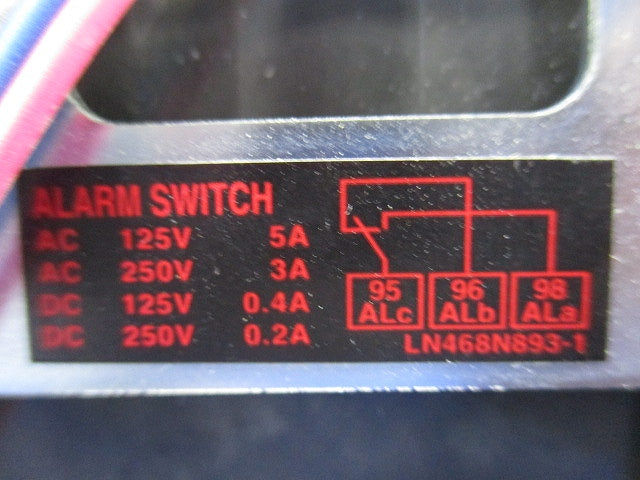 ALARM SWITCH
AC 125V 5A
AC 250V 3A
DC 125V 0.4A
DC 250V 0.2A
95 96 98
ALc ALb ALa
LN468N893-1